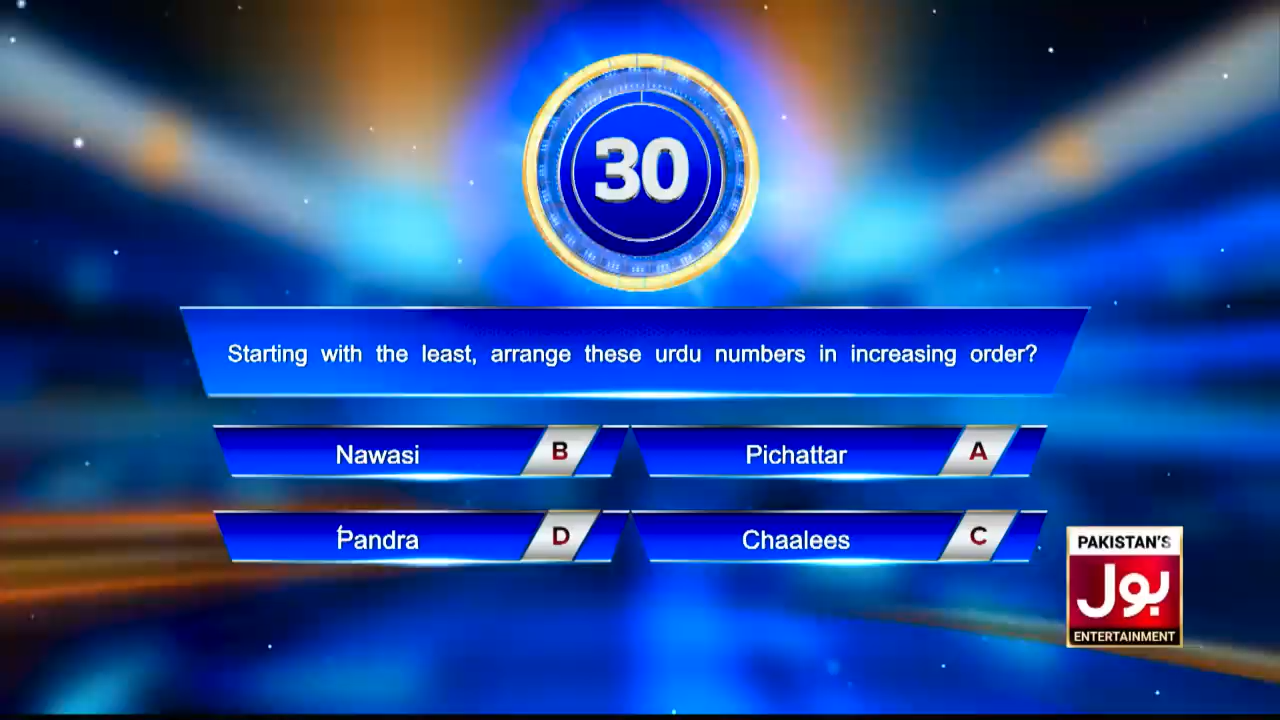 30
Starting with the least, arrange these urdu numbers in increasing order?
Nawasi B
Pichattar A
Pandra D
Chaalees C
PAKISTAN'S
بول
ENTERTAINMENT